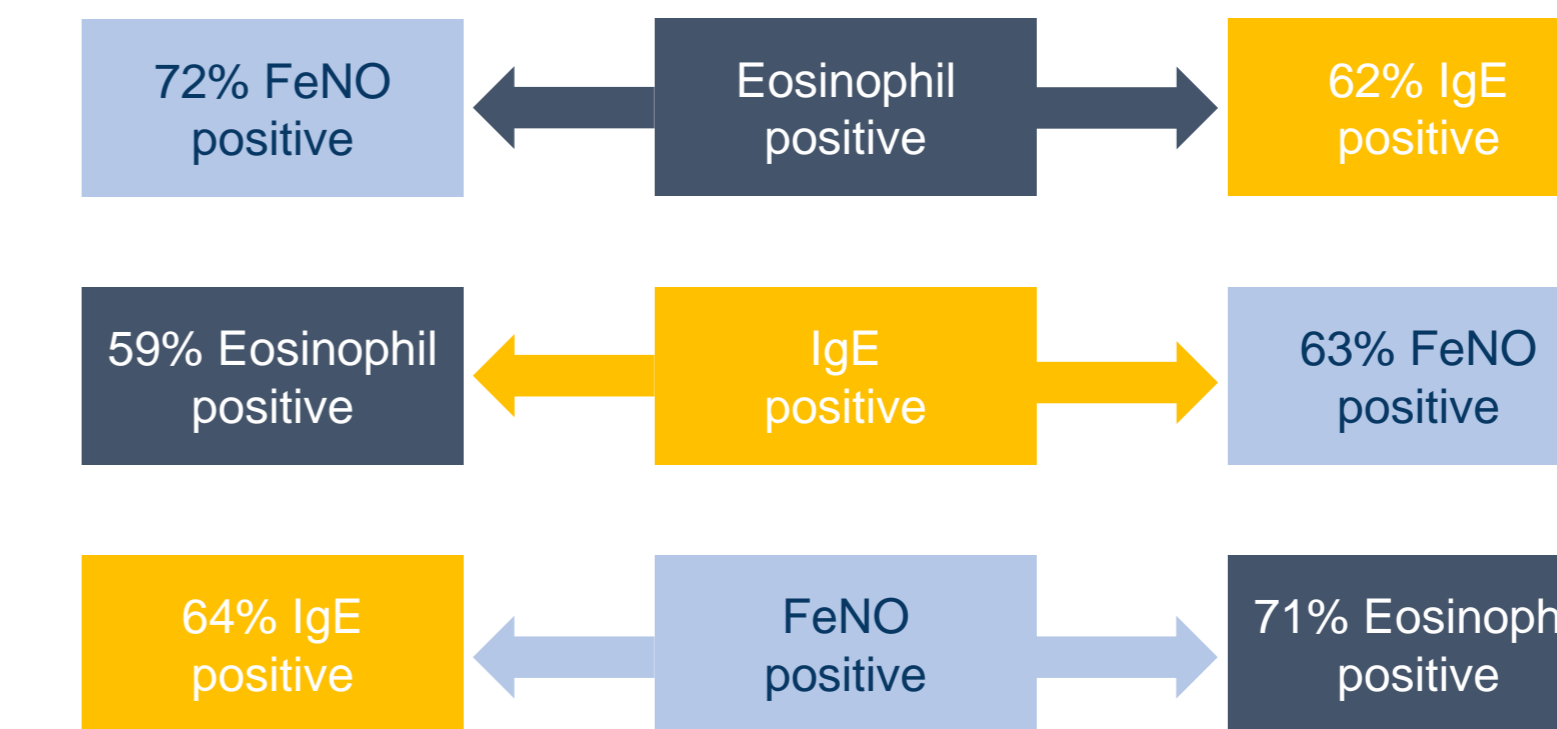 72% FeNO
positive
Eosinophil
positive
62% IgE
positive
59% Eosinophil
positive
IgE
positive
63% FeNO
positive
64% IgE
positive
FeNO
positive
71% Eosinoph
positive